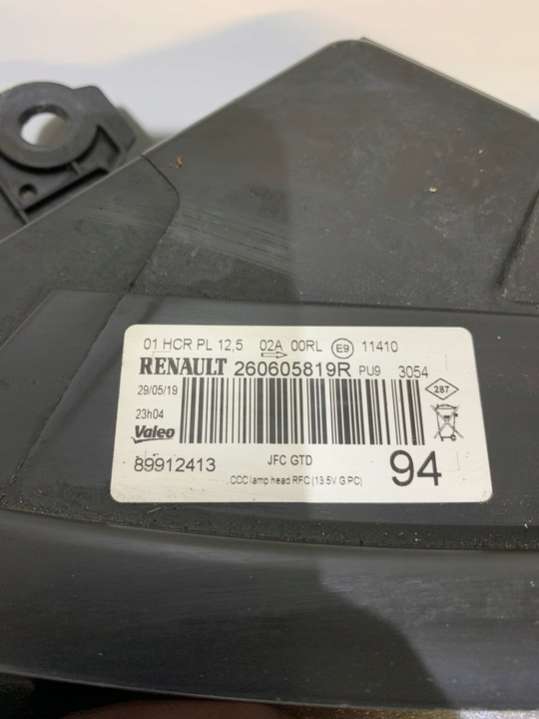 01 HCR PL 12,5 02A 00RL E9 11410
RENAULT 260605819R PU9 3054
29/05/19
287
23h04
Valeo
89912413 JFC GTD 94
CCC lamp head RFC (13.5V G.PC)